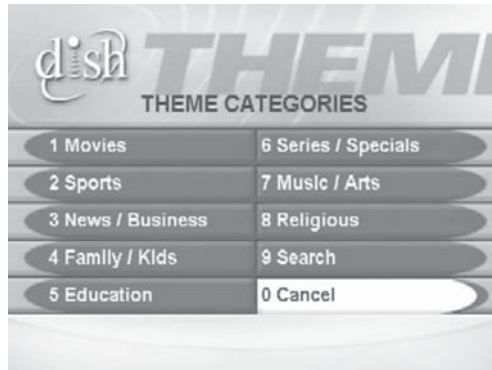 dish THEME
THEME CATEGORIES
1 Movies
2 Sports
3 News / Business
4 Family / Kids
5 Education
6 Series / Specials
7 Music / Arts
8 Religious
9 Search
0 Cancel